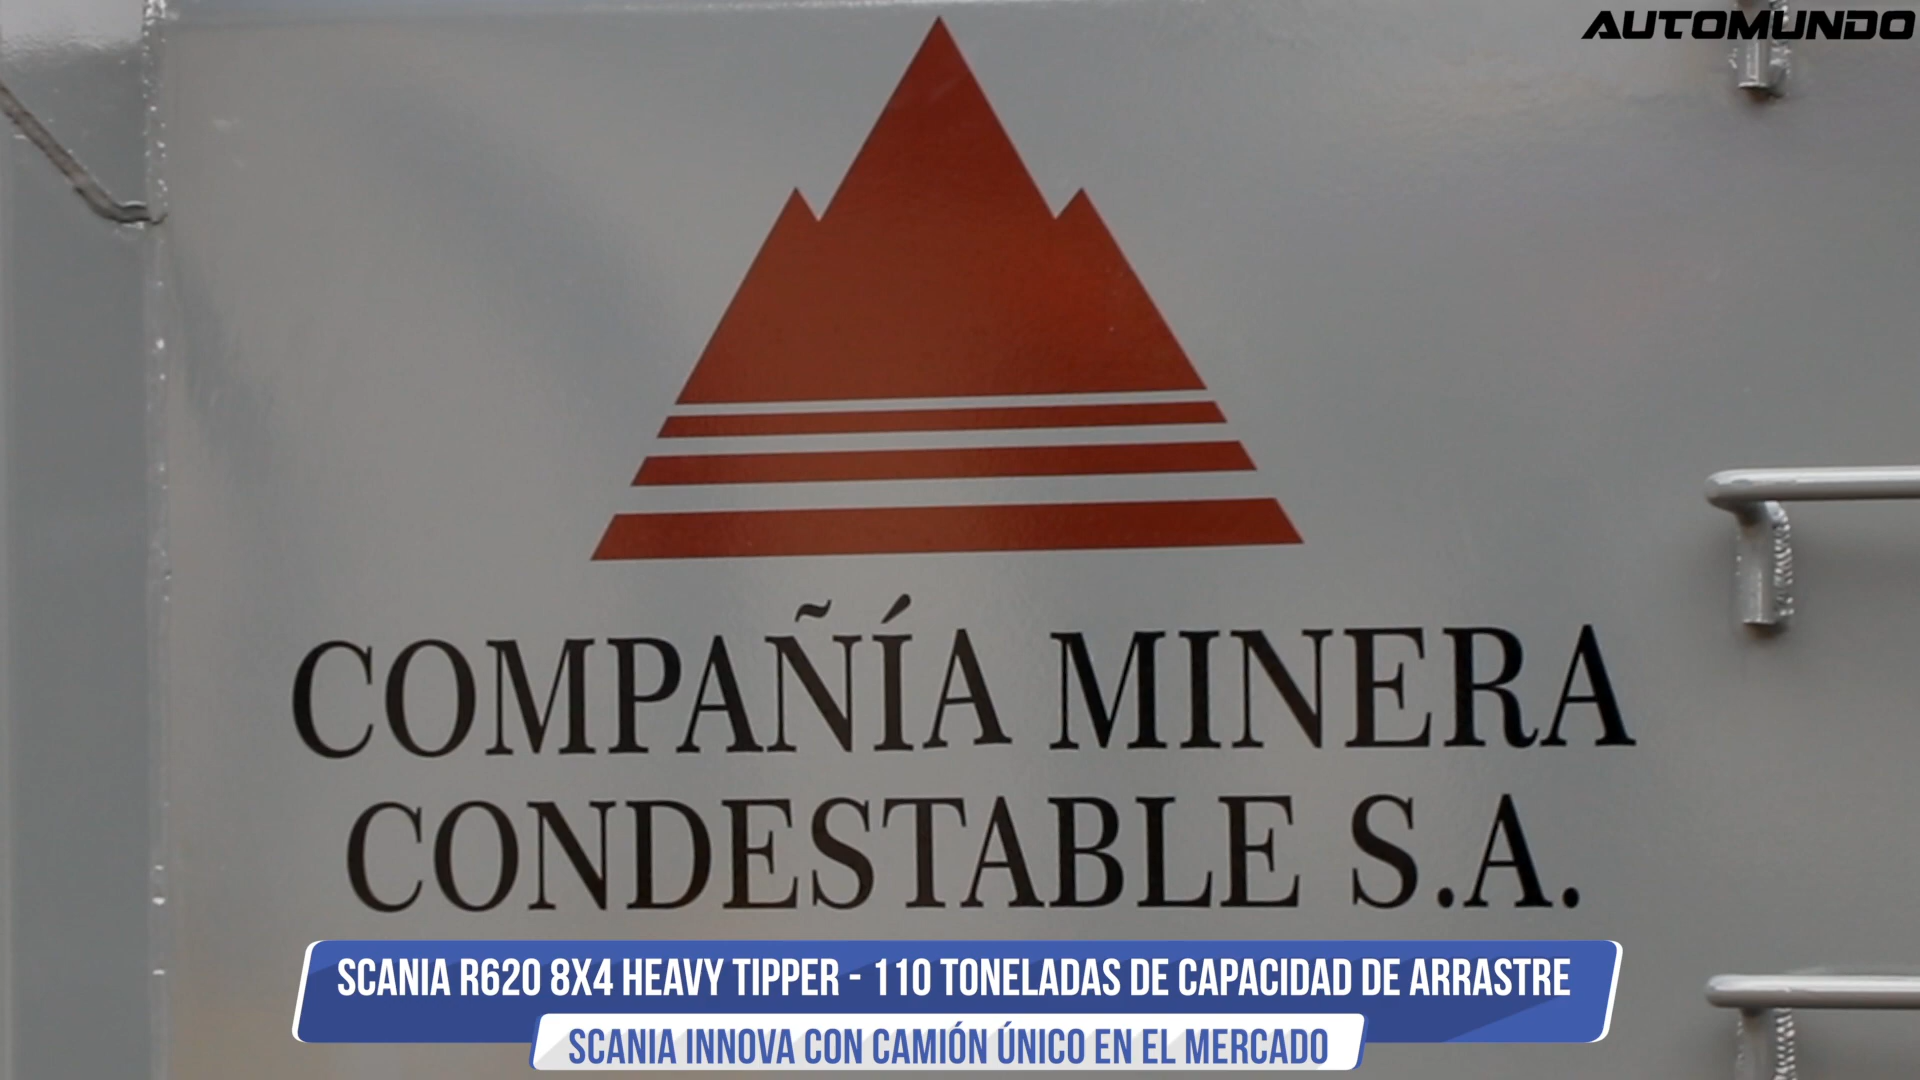 AUTOMUNDO
COMPAÑÍA MINERA
CONDESTABLE S.A.
SCANIA R620 8X4 HEAVY TIPPER - 110 TONELADAS DE CAPACIDAD DE ARRASTRE
SCANIA INNOVA CON CAMIÓN ÚNICO EN EL MERCADO